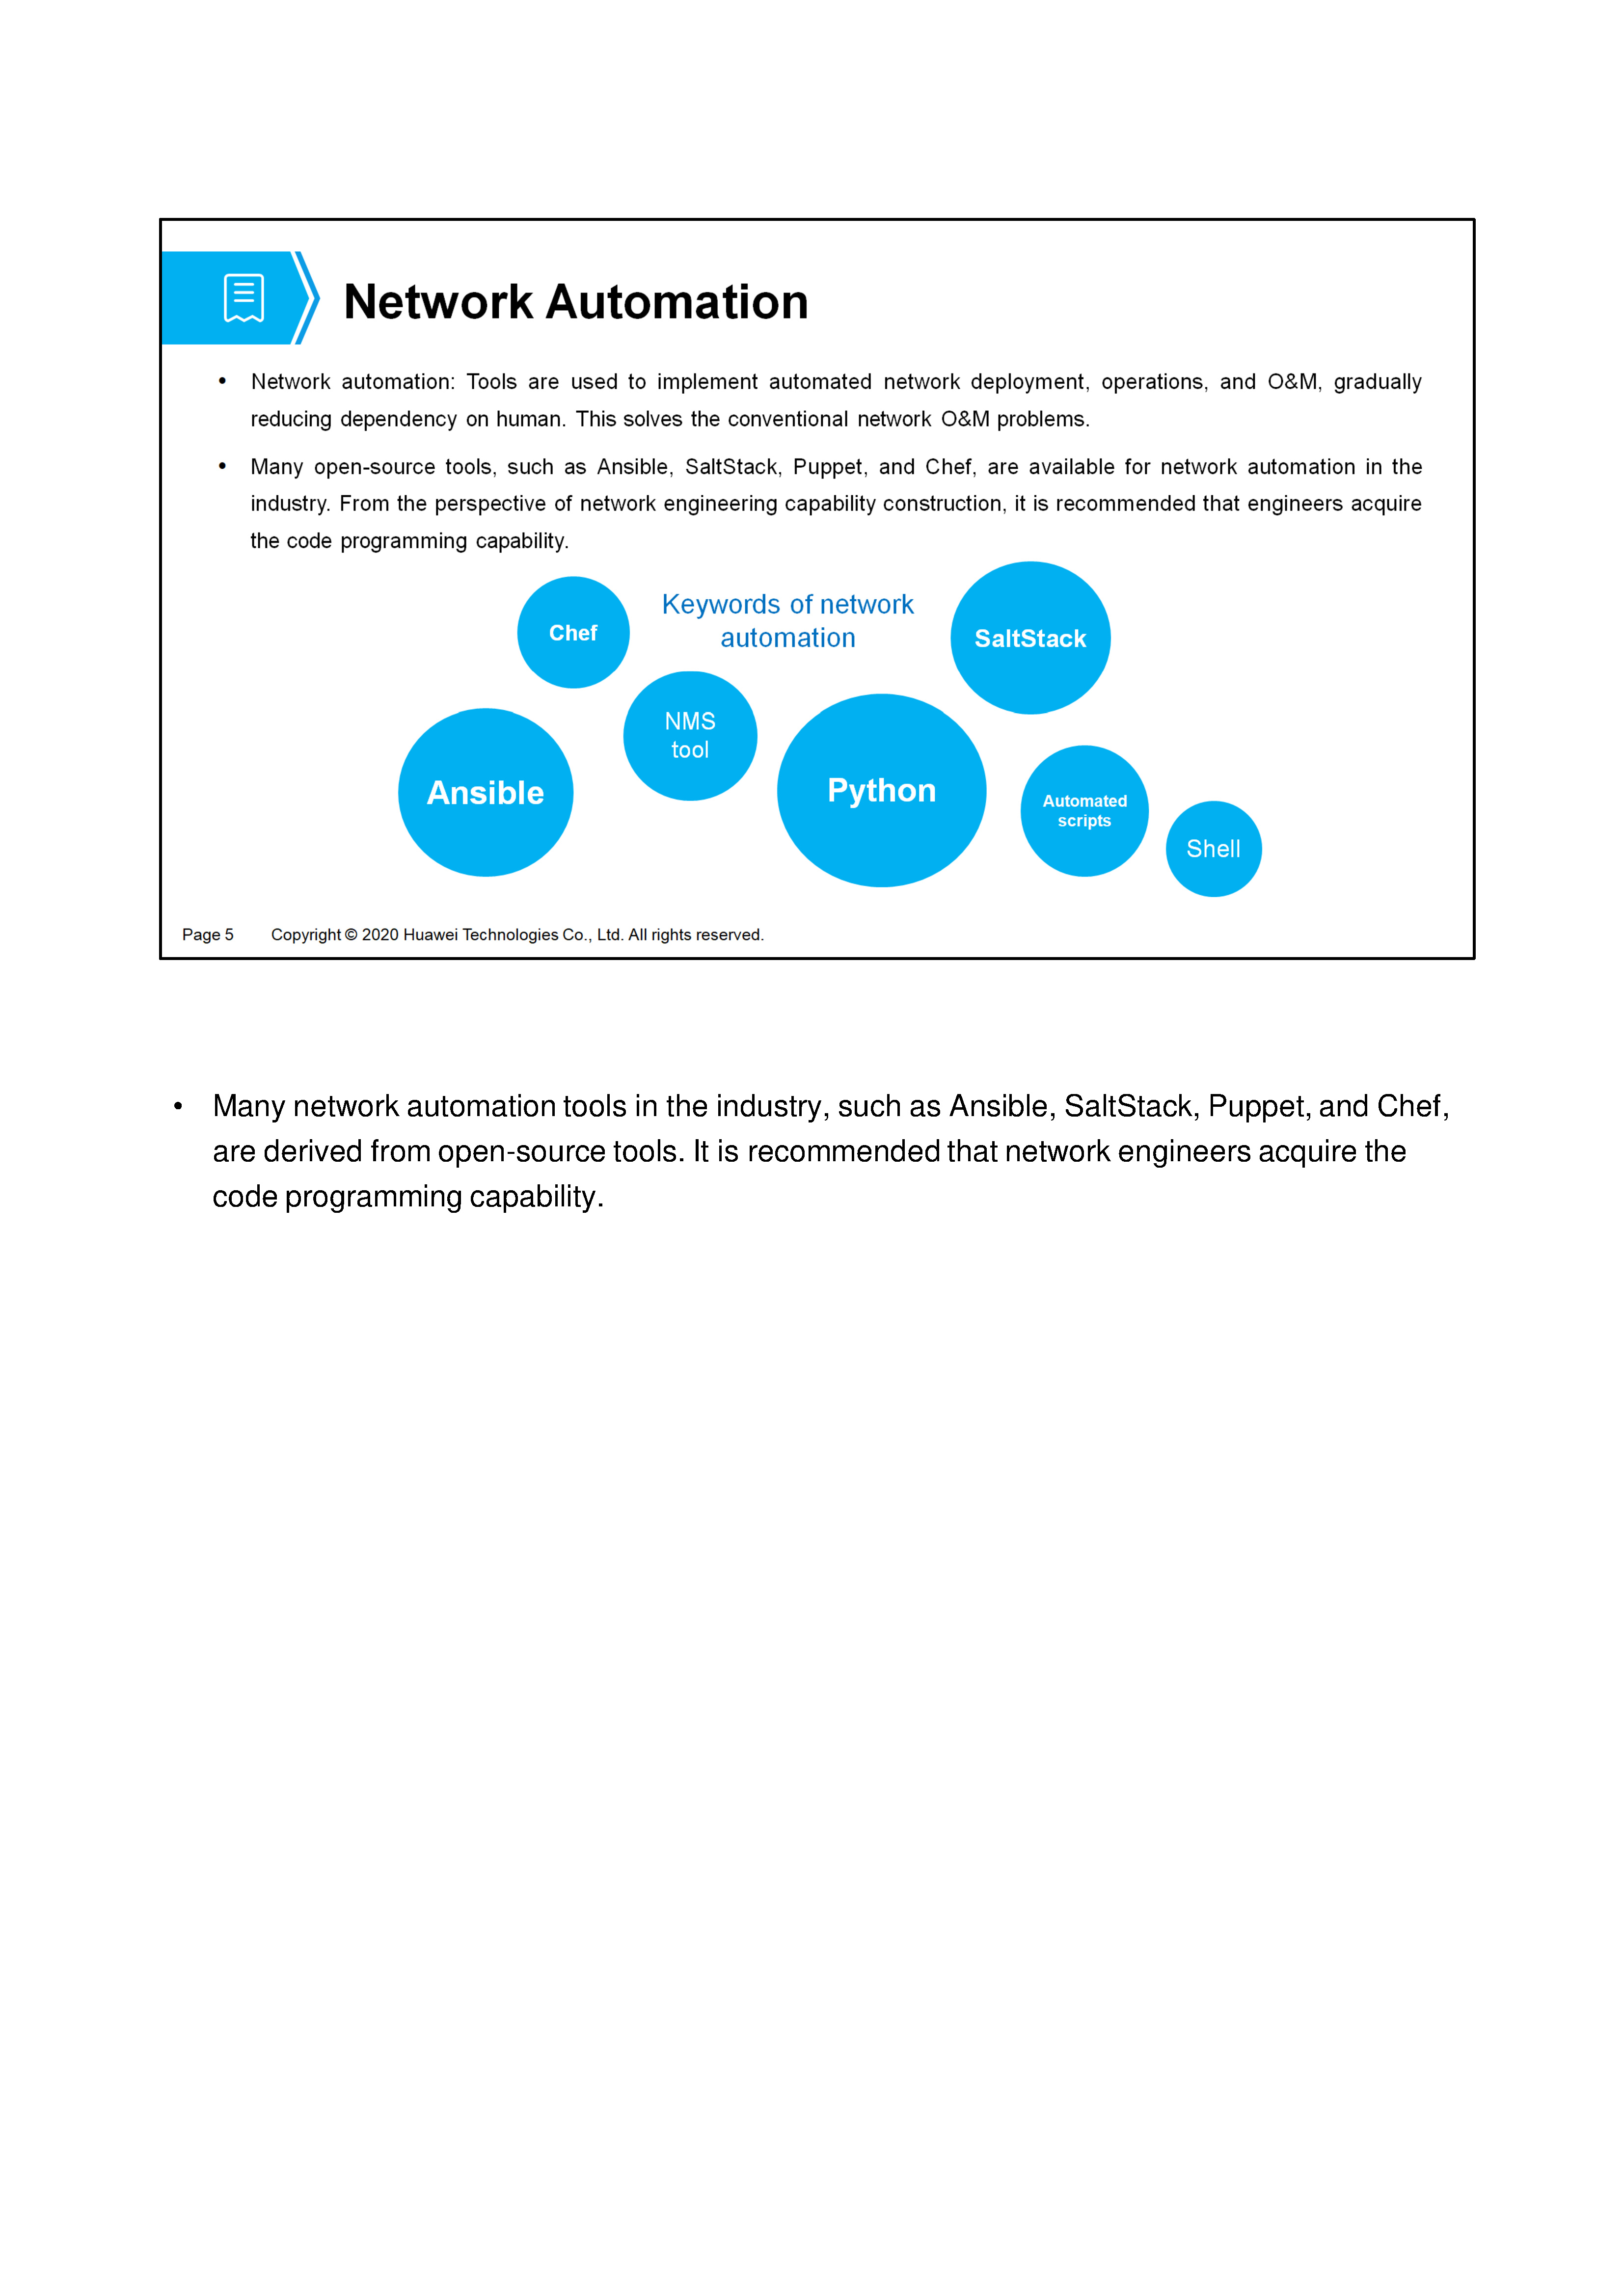 Network Automation
• Network automation: Tools are used to implement automated network deployment, operations, and O&M, gradually
reducing dependency on human. This solves the conventional network O&M problems.
• Many open-source tools, such as Ansible, SaltStack, Puppet, and Chef, are available for network automation in the
industry. From the perspective of network engineering capability construction, it is recommended that engineers acquire
the code programming capability.
Keywords of network
automation
Chef
SaltStack
NMS
tool
Ansible
Python
Automated
scripts
Shell
Page 5 Copyright © 2020 Huawei Technologies Co., Ltd. All rights reserved.
• Many network automation tools in the industry, such as Ansible, SaltStack, Puppet, and Chef,
are derived from open-source tools. It is recommended that network engineers acquire the
code programming capability.